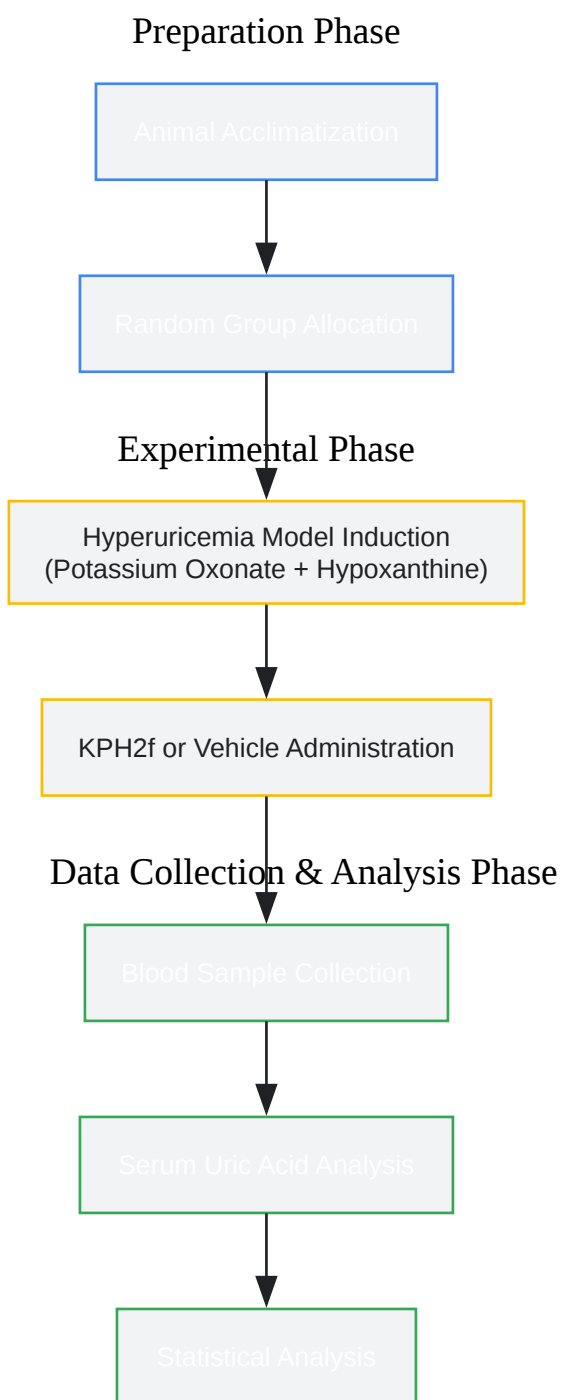 Preparation Phase
Animal Acclimatization
Random Group Allocation
Experimental Phase
Hyperuricemia Model Induction
(Potassium Oxonate + Hypoxanthine)
KPH2f or Vehicle Administration
Data Collection & Analysis Phase
Blood Sample Collection
Serum Uric Acid Analysis
Statistical Analysis